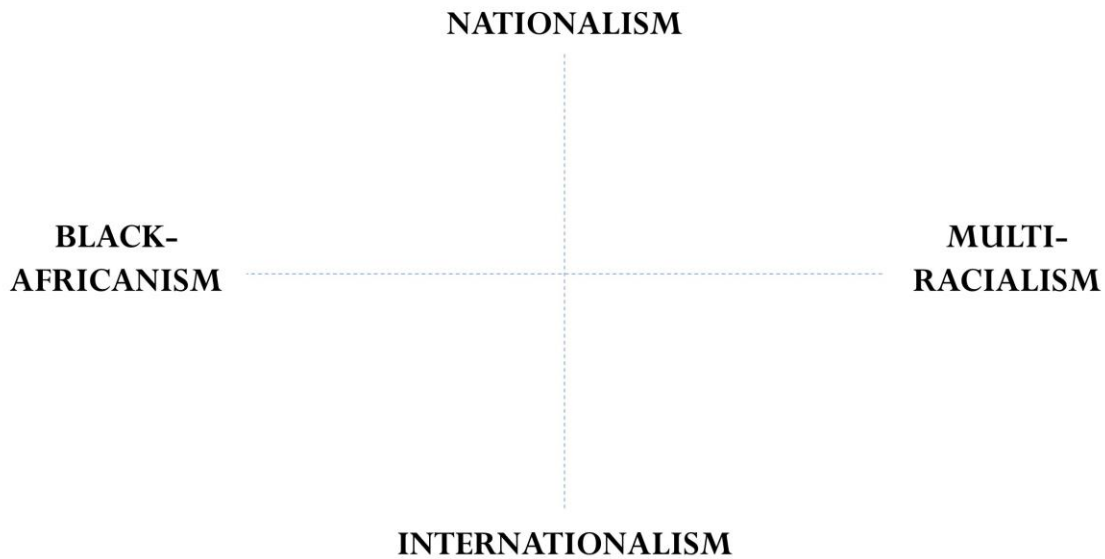 NATIONALISM
BLACK-
AFRICANISM
MULTI-
RACIALISM
INTERNATIONALISM